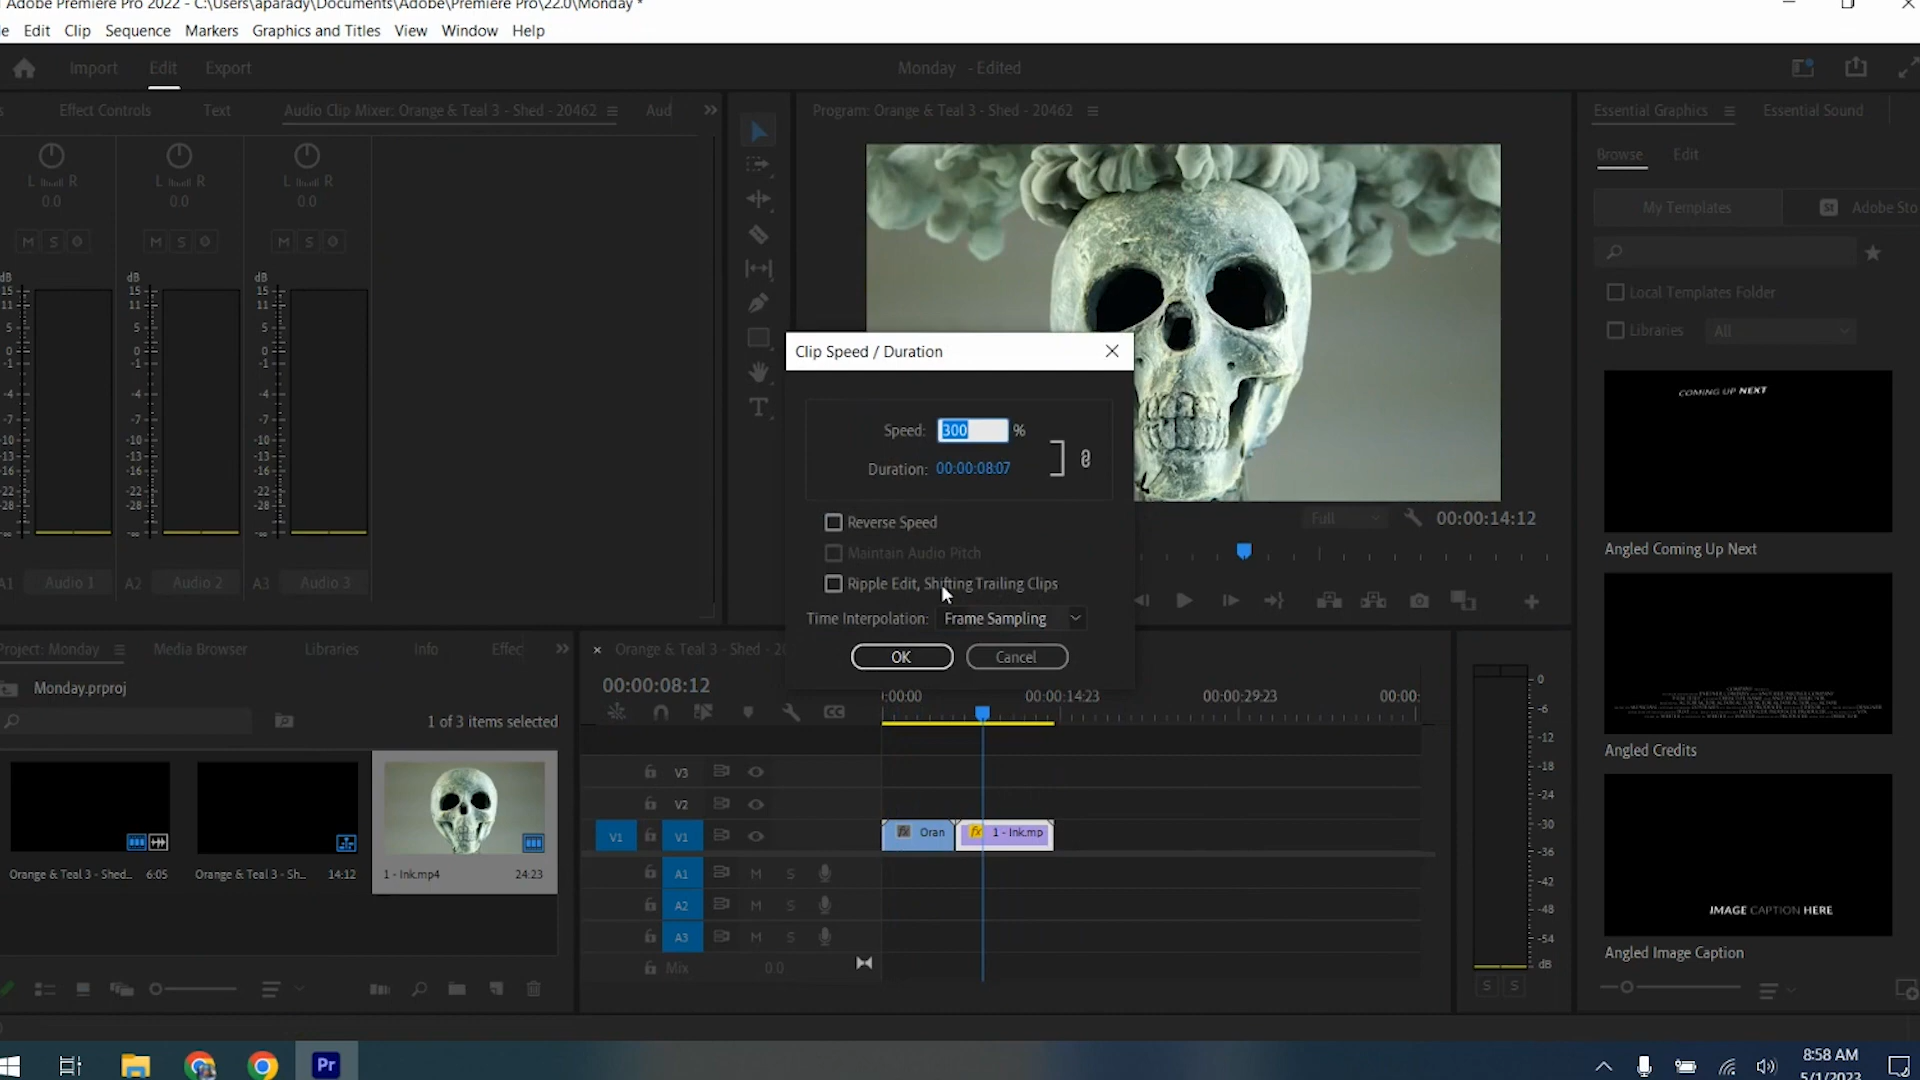 Adobe Premiere Pro 2022 - C:\Users\aparady\Documents\Adobe\Premiere Pro\22.0\Monday *
Edit Clip Sequence Markers Graphics and Titles View Window Help
Import Edit Export
Monday - Edited
Effect Controls Text Audio Clip Mixer: Orange & Teal 3 - Shed - 20462 Aud
Program: Orange & Teal 3 - Shed - 20462
Essential Graphics Essential Sound
Browse Edit
My Templates St Adobe Sto
L R L R L R
0.0 0.0 0.0
M S M S M S
Local Templates Folder
Libraries All
dB dB dB
15 15 15
11 11 11
5 5 5
0 0 0
-1 -1 -1
-4 -4 -4
-7 -7 -7
-10 -10 -10
-13 -13 -13
-16 -16 -16
-22 -22 -22
-28 -28 -28
-∞ -∞ -∞
A1 Audio 1 A2 Audio 2 A3 Audio 3
Clip Speed / Duration
Speed: 300 %
Duration: 00:00:08:07
Reverse Speed
Maintain Audio Pitch
Ripple Edit, Shifting Trailing Clips
Time Interpolation: Frame Sampling
OK Cancel
Full 00:00:14:12
COMING UP NEXT
Angled Coming Up Next
Angled Credits
IMAGE CAPTION HERE
Angled Image Caption
Project: Monday Media Browser Libraries Info Effec
Monday.prproj
1 of 3 items selected
Orange & Teal 3 - Shed... 6:05
Orange & Teal 3 - Sh... 14:12
1 - Ink.mp4 24:23
Orange & Teal 3 - Shed - 2
00:00:08:12
:00:00 00:00:14:23 00:00:29:23 00:00:
CC
V3
V2
V1 V1
Oran 1 - Ink.mp
A1 M S
A2 M S
A3 M S
Mix 0.0
0
-6
-12
-18
-24
-30
-36
-42
-48
-54
dB
S S
Pr
8:58 AM
5/1/2023